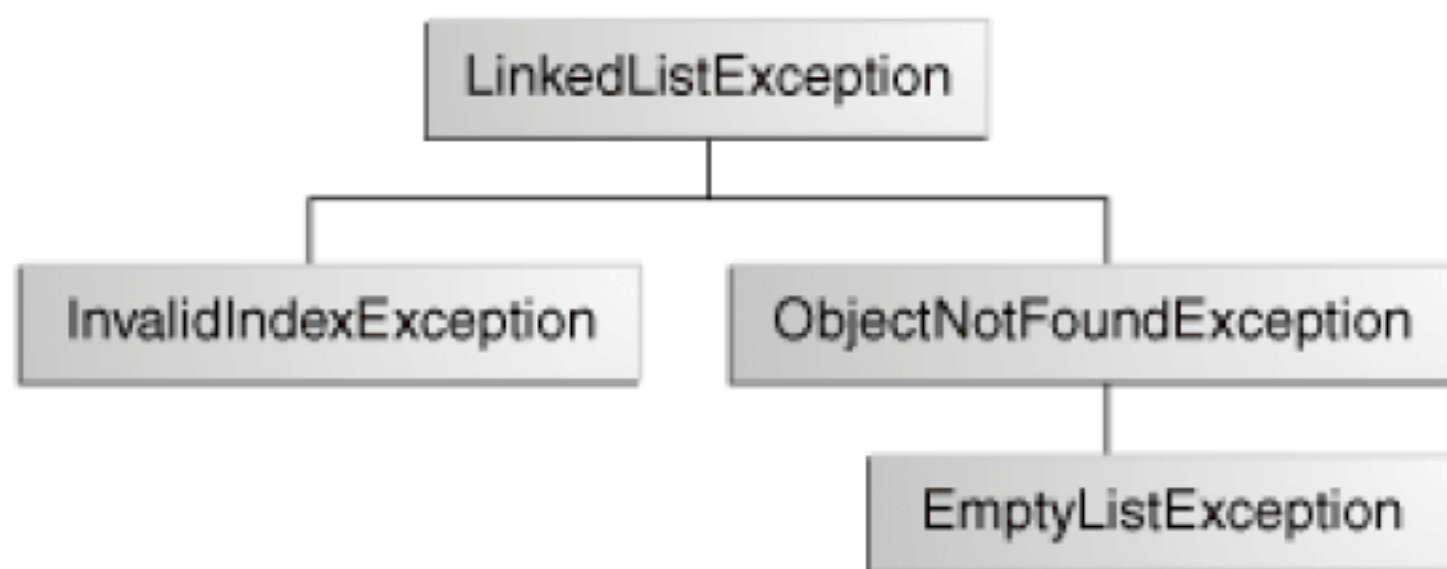 LinkedListException
InvalidIndexException
ObjectNotFoundException
EmptyListException